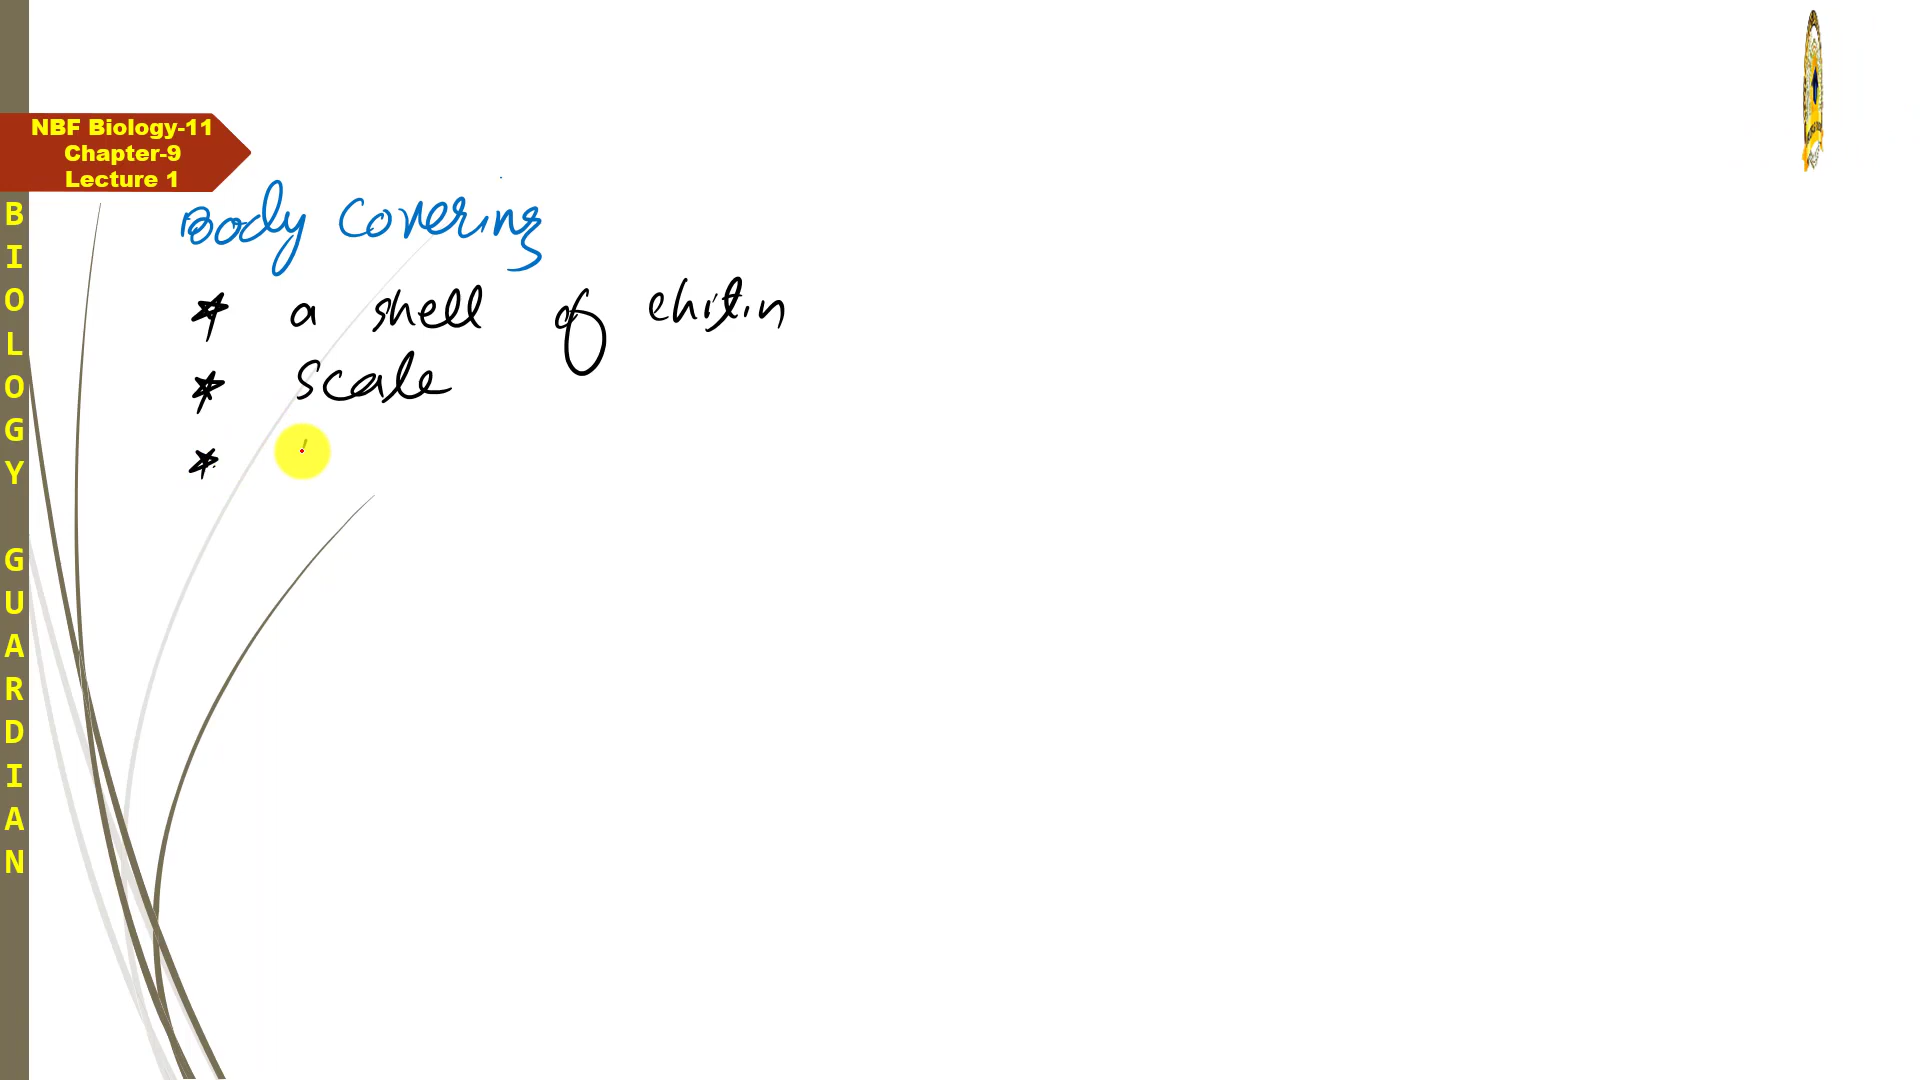 NBF Biology-11
Chapter-9
Lecture 1
BIOLOGY GUARDIAN
Body covering
* a shell of chitin
* scale
*